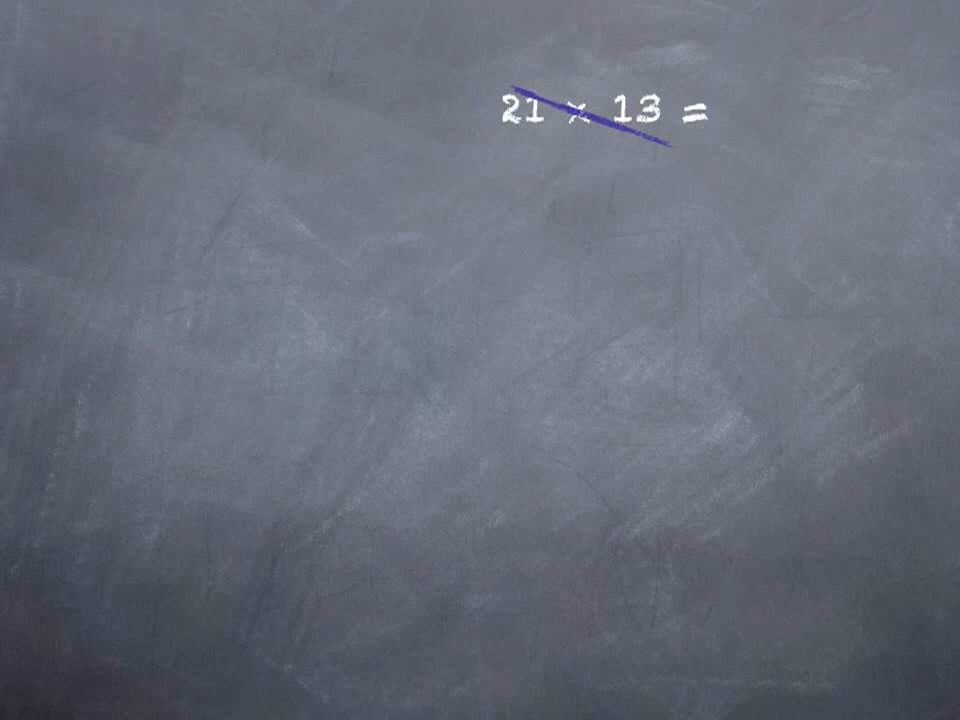 21 x 13 =